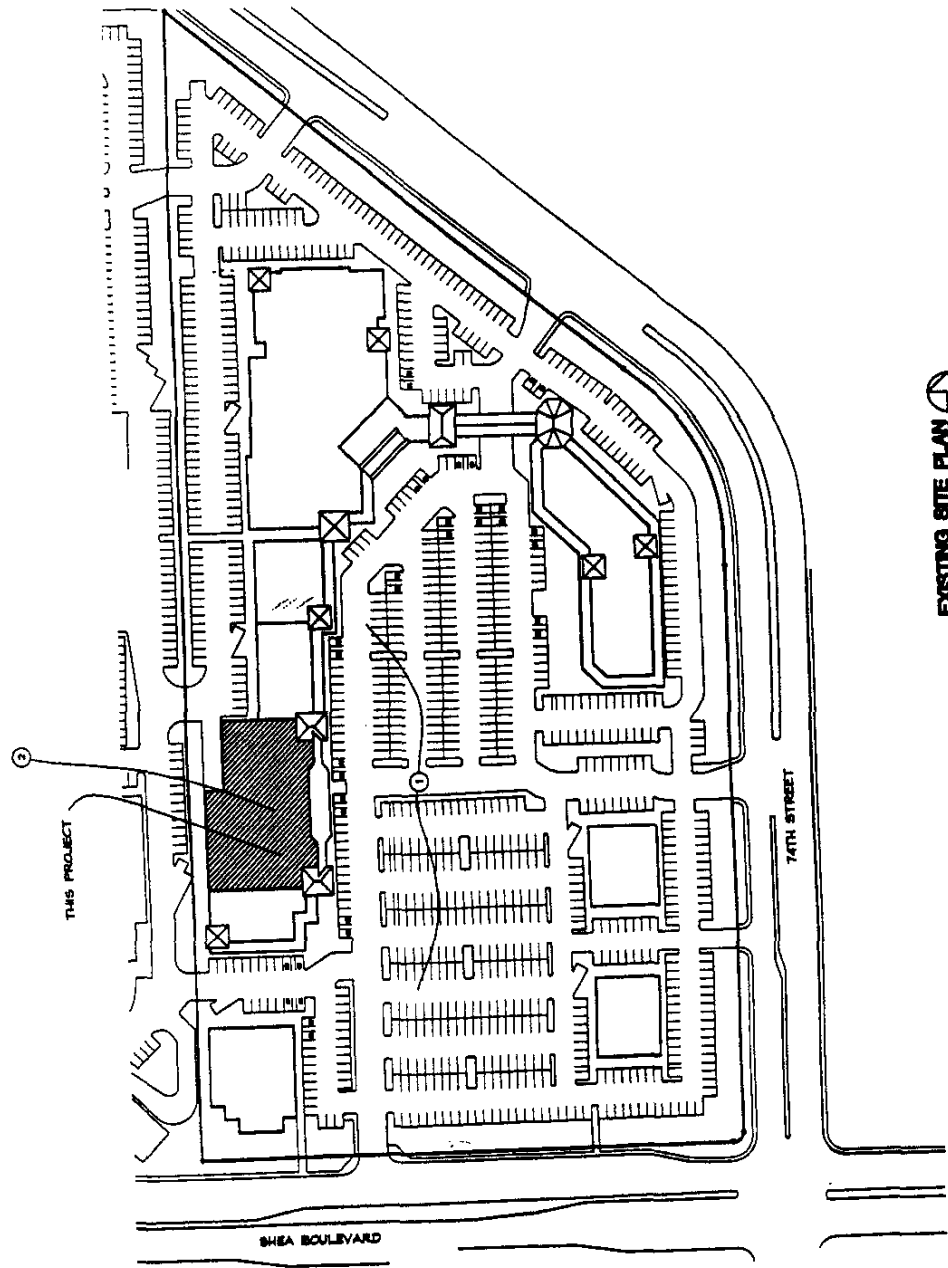 2
THIS PROJECT
1
74TH STREET
EXISTING SITE PLAN
SHEA BOULEVARD